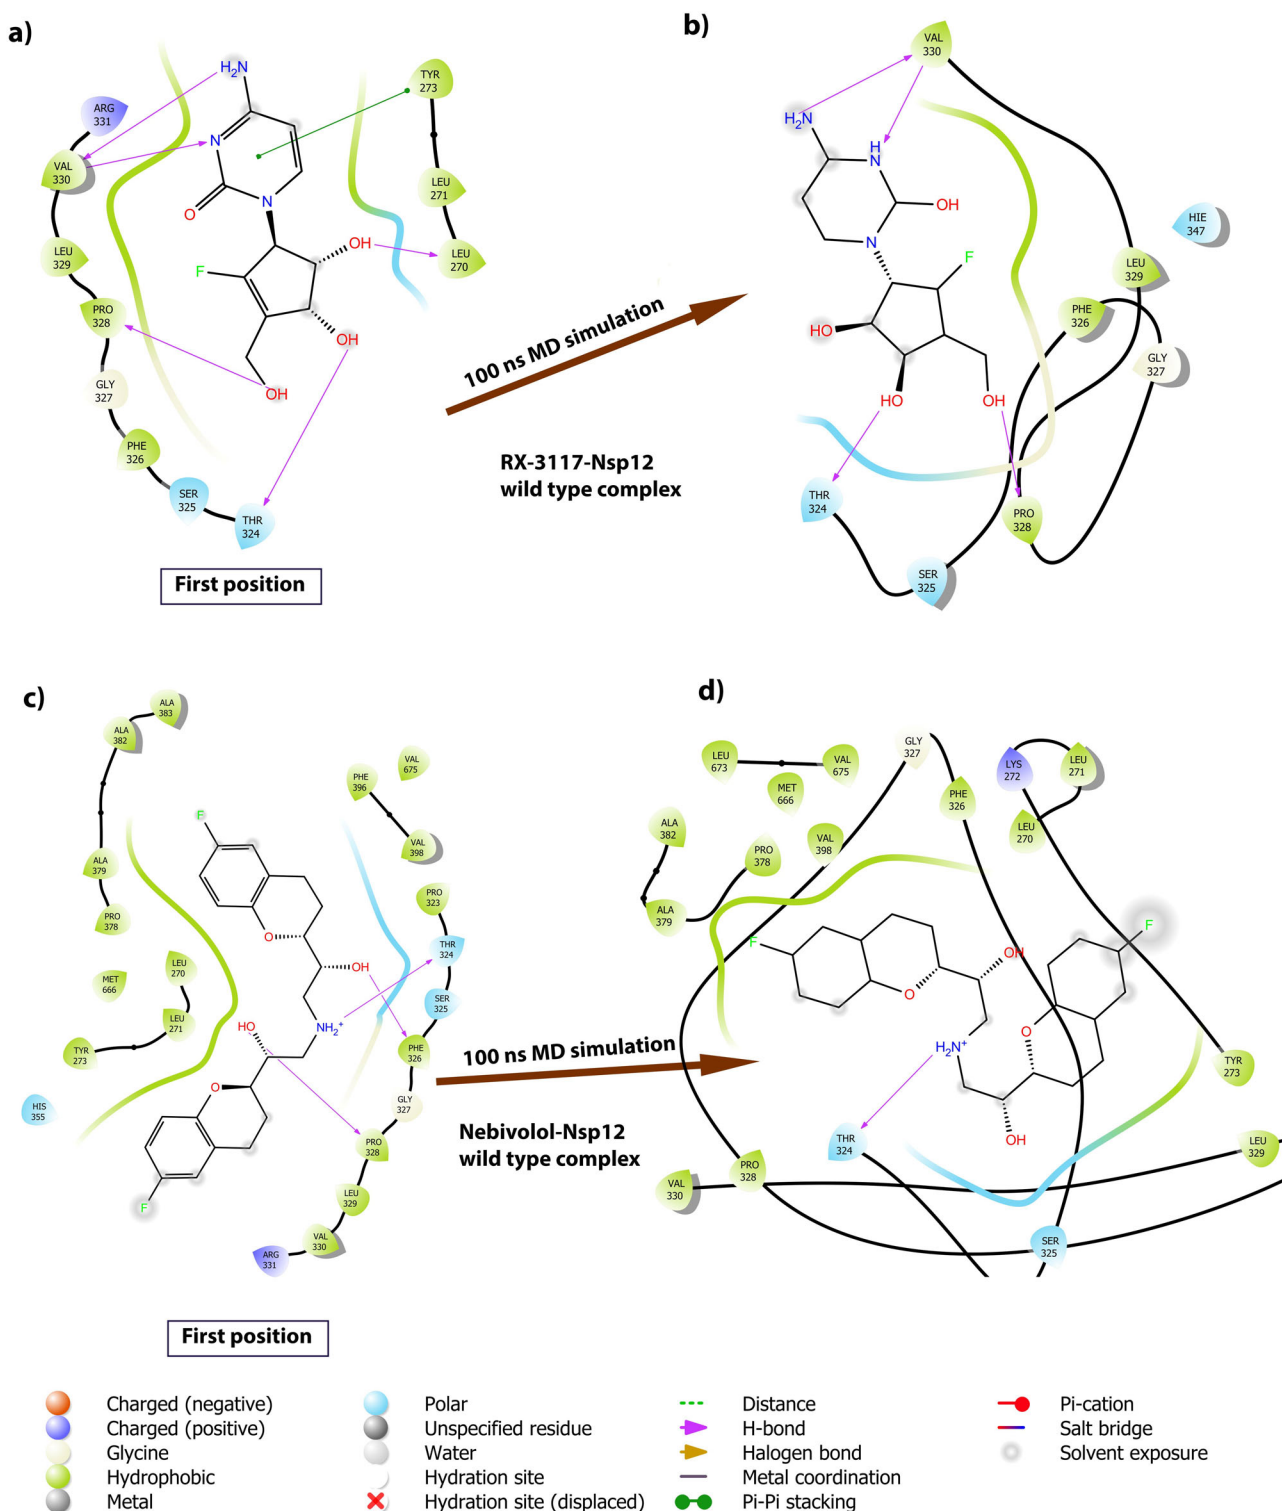 a)
H₂N
N
N
O
F
OH
OH
OH
ARG
331
VAL
330
LEU
329
PRO
328
GLY
327
PHE
326
SER
325
THR
324
TYR
273
LEU
271
LEU
270
First position
100 ns MD simulation
RX-3117-Nsp12
wild type complex
b)
VAL
330
H₂N
H
N
OH
N
F
HO
HO
OH
HIE
347
LEU
329
PHE
326
GLY
327
THR
324
PRO
328
SER
325
c)
ALA
383
ALA
382
ALA
379
PRO
378
MET
666
LEU
270
LEU
271
TYR
273
HIS
355
F
O
OH
HO
NH₂⁺
O
F
PHE
396
VAL
675
VAL
398
PRO
323
THR
324
SER
325
PHE
326
GLY
327
PRO
328
LEU
329
VAL
330
ARG
331
First position
100 ns MD simulation
Nebivolol-Nsp12
wild type complex
d)
LEU
673
MET
666
VAL
675
GLY
327
PHE
326
LYS
272
LEU
271
LEU
270
ALA
382
ALA
379
PRO
378
VAL
398
F
O
OH
H₂N⁺
O
OH
F
TYR
273
THR
324
LEU
329
VAL
330
PRO
328
SER
325
Charged (negative)
Charged (positive)
Glycine
Hydrophobic
Metal
Polar
Unspecified residue
Water
Hydration site
Hydration site (displaced)
Distance
H-bond
Halogen bond
Metal coordination
Pi-Pi stacking
Pi-cation
Salt bridge
Solvent exposure